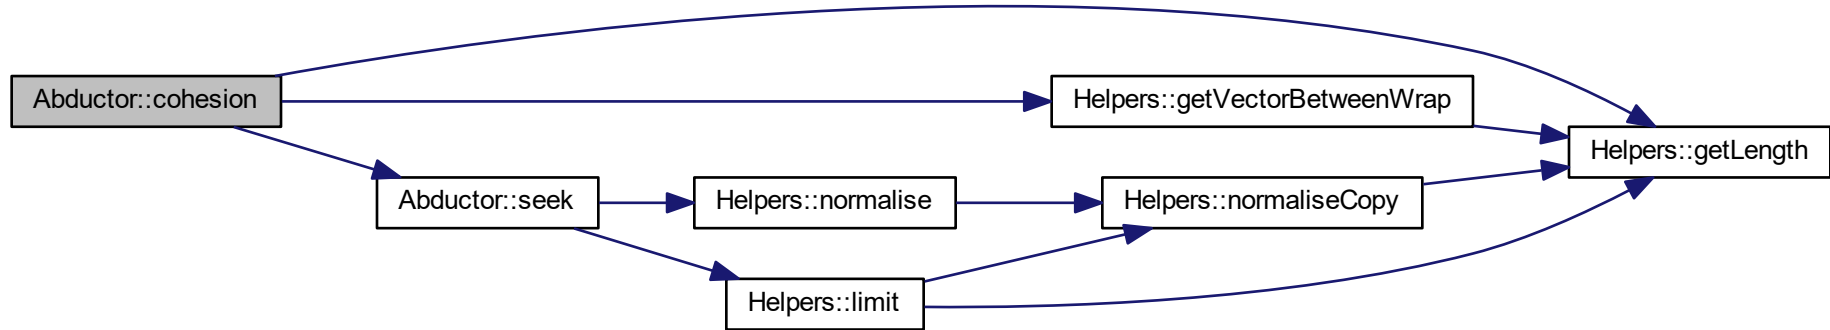 Abductor::cohesion
Helpers::getVectorBetweenWrap
Helpers::getLength
Abductor::seek
Helpers::normalise
Helpers::normaliseCopy
Helpers::limit